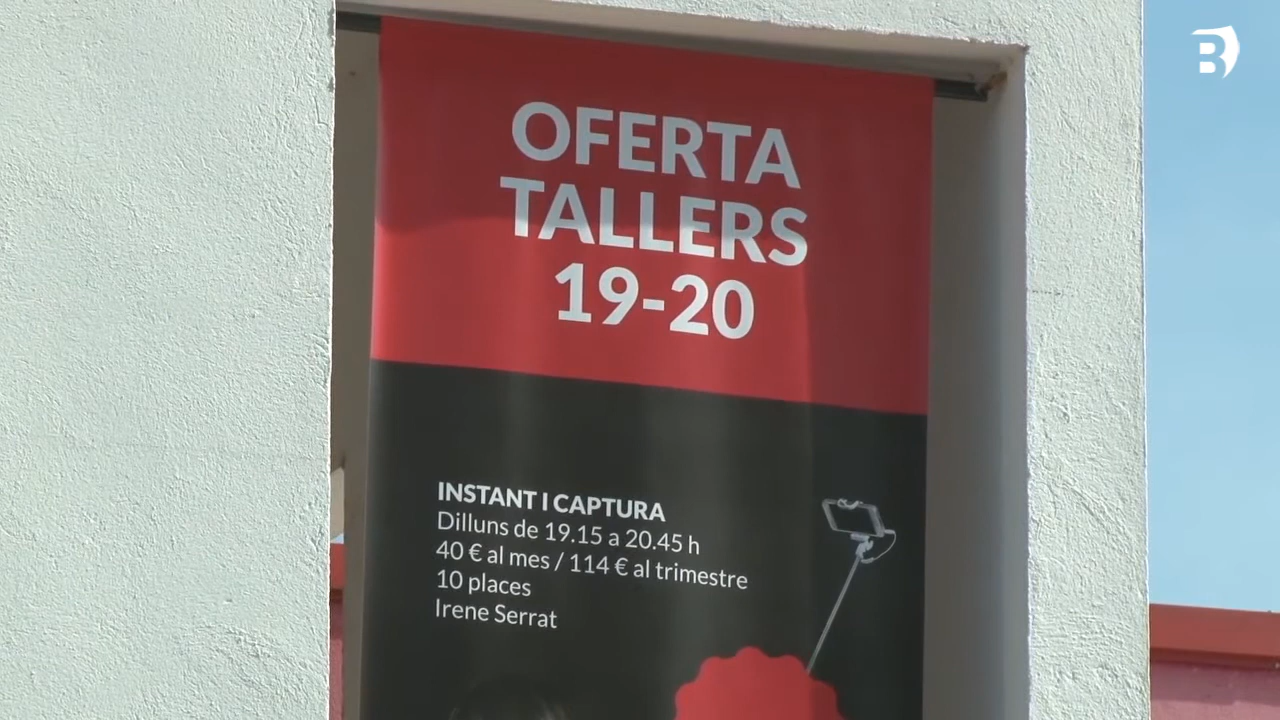 OFERTA
TALLERS
19-20
INSTANT I CAPTURA
Dilluns de 19.15 a 20.45 h
40 € al mes / 114 € al trimestre
10 places
Irene Serrat
B